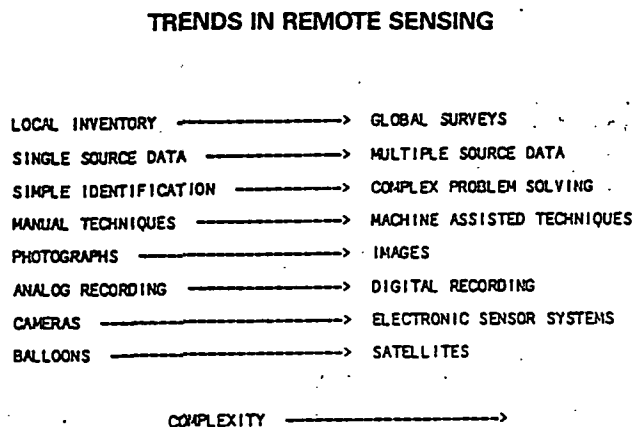 TRENDS IN REMOTE SENSING
LOCAL INVENTORY -----------------> GLOBAL SURVEYS
SINGLE SOURCE DATA -----------------> MULTIPLE SOURCE DATA
SIMPLE IDENTIFICATION -----------------> COMPLEX PROBLEM SOLVING
MANUAL TECHNIQUES -----------------> MACHINE ASSISTED TECHNIQUES
PHOTOGRAPHS -----------------> IMAGES
ANALOG RECORDING -----------------> DIGITAL RECORDING
CAMERAS -----------------> ELECTRONIC SENSOR SYSTEMS
BALLOONS -----------------> SATELLITES
COMPLEXITY ----------------->